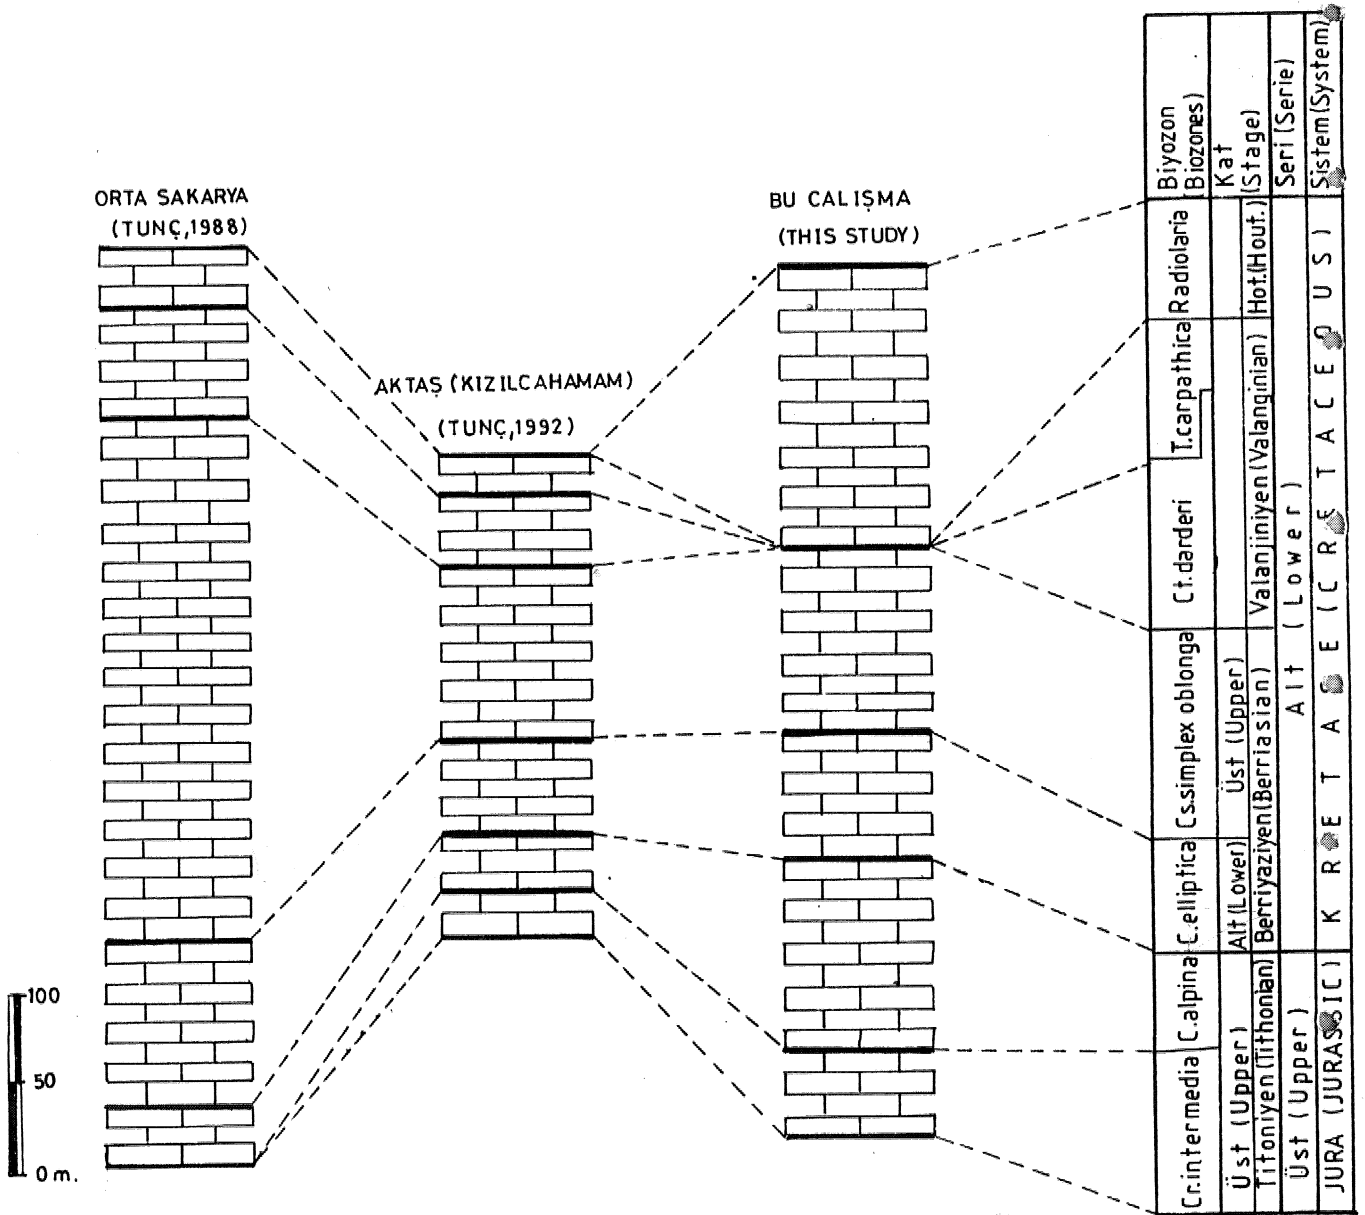 ORTA SAKARYA
(TUNÇ,1988)
AKTAŞ (KIZILCAHAMAM)
(TUNÇ,1992)
BU CALIŞMA
(THIS STUDY)
100
50
0 m.
Biyozon
(Biozones)
Kat
(Stage)
Seri (Serie)
Sistem (System)
Radiolaria
T.carpathica
Ct.darderi
Cs.simplex oblonga
C.elliptica
C.alpina
Cr.intermedia
Üst (Upper)
Alt (Lower)
Üst (Upper)
Hot.(Hout.)
Valanjiniyen (Valanginian)
Berriyaziyen (Berriasian)
Titoniyen (Tithonian)
Alt (Lower)
Üst (Upper)
KRETASE (CRETACEOUS)
JURA (JURASSIC)